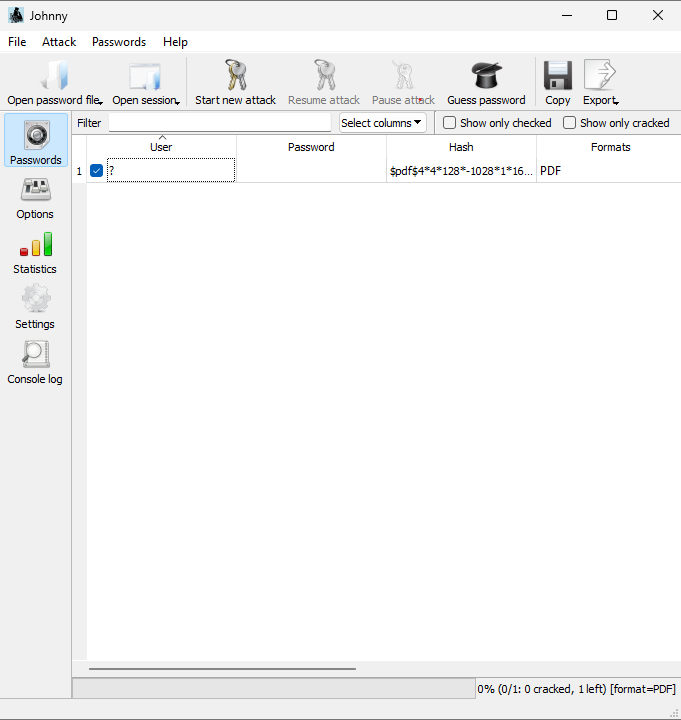 Johnny
File Attack Passwords Help
Open password file Open session Start new attack Resume attack Pause attack Guess password Copy Export
Passwords
Options
Statistics
Settings
Console log
Filter Select columns Show only checked Show only cracked
User Password Hash Formats
1 ? $pdf$4*4*128*-1028*1*16... PDF
0% (0/1: 0 cracked, 1 left) [format=PDF]